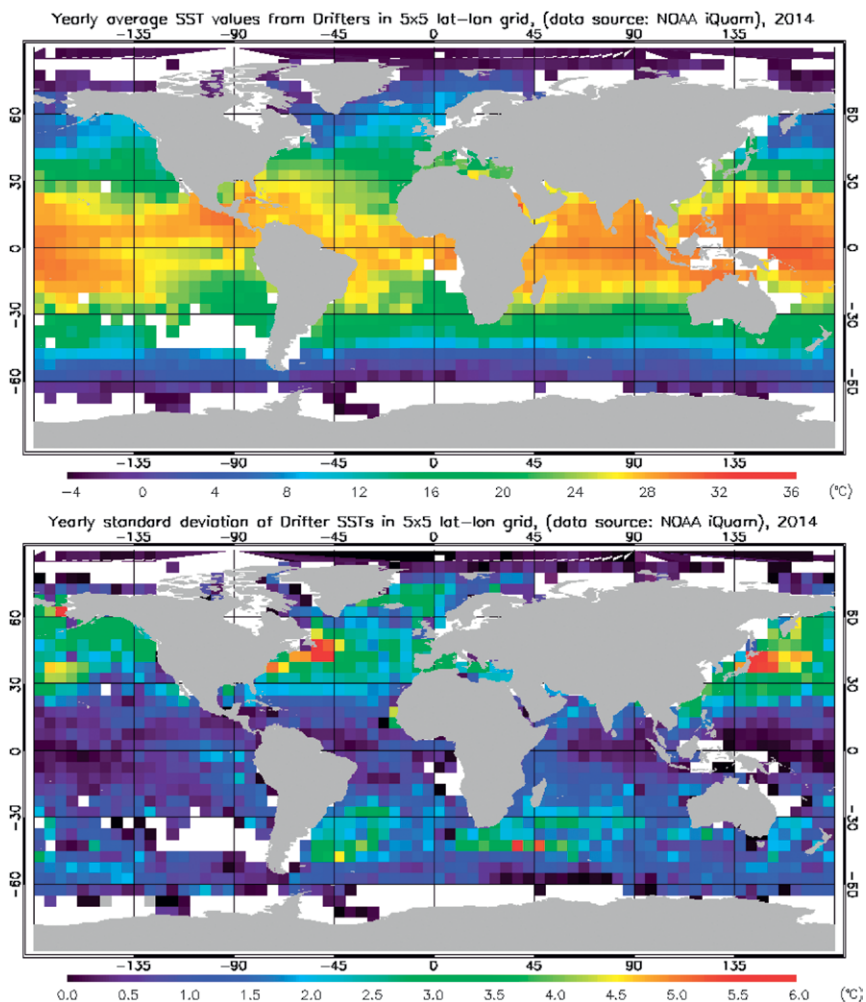 Yearly average SST values from Drifters in 5x5 lat-lon grid, (data source: NOAA iQuam), 2014
-135 -90 -45 0 45 90 135
60 60
30 30
0 0
-30 -30
-60 -60
-135 -90 -45 0 45 90 135
-4 0 4 8 12 16 20 24 28 32 36 (°C)
Yearly standard deviation of Drifter SSTs in 5x5 lat-lon grid, (data source: NOAA iQuam), 2014
-135 -90 -45 0 45 90 135
60 60
30 30
0 0
-30 -30
-60 -60
-135 -90 -45 0 45 90 135
0.0 0.5 1.0 1.5 2.0 2.5 3.0 3.5 4.0 4.5 5.0 5.5 6.0 (°C)